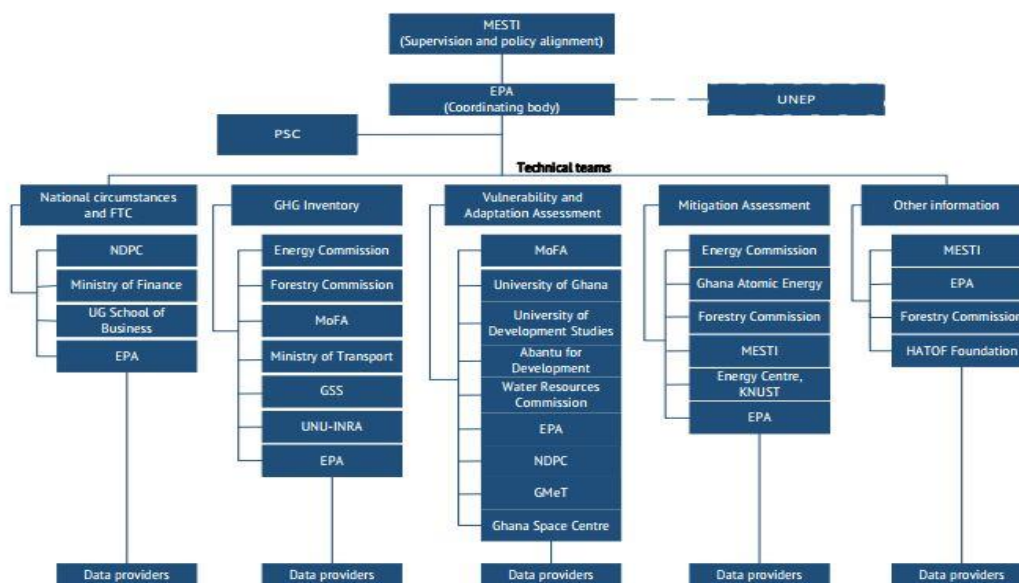 MESTI
(Supervision and policy alignment)
EPA
(Coordinating body)
UNEP
PSC
Technical teams
National circumstances
and FTC
NDPC
Ministry of Finance
UG School of
Business
EPA
Data providers
GHG Inventory
Energy Commission
Forestry Commission
MoFA
Ministry of Transport
GSS
UNU-INRA
EPA
Data providers
Vulnerability and
Adaptation Assessment
MoFA
University of Ghana
University of
Development Studies
Abantu for
Development
Water Resources
Commission
EPA
NDPC
GMeT
Ghana Space Centre
Data providers
Mitigation Assessment
Energy Commission
Ghana Atomic Energy
Forestry Commission
MESTI
Energy Centre,
KNUST
EPA
Data providers
Other information
MESTI
EPA
Forestry Commission
HATOF Foundation
Data providers